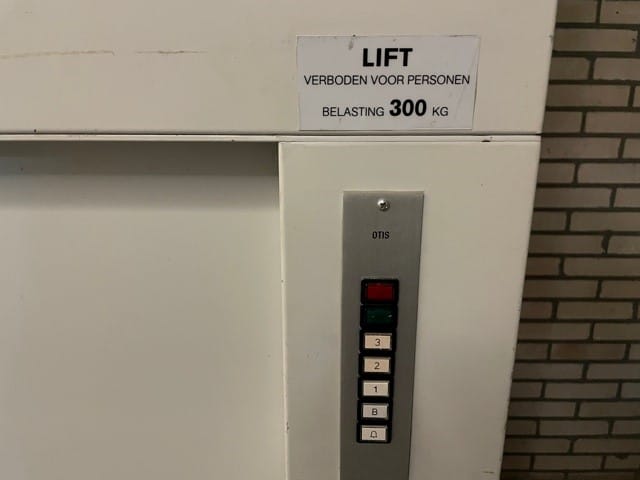 LIFT
VERBODEN VOOR PERSONEN
BELASTING 300 KG
OTIS
3
2
1
B